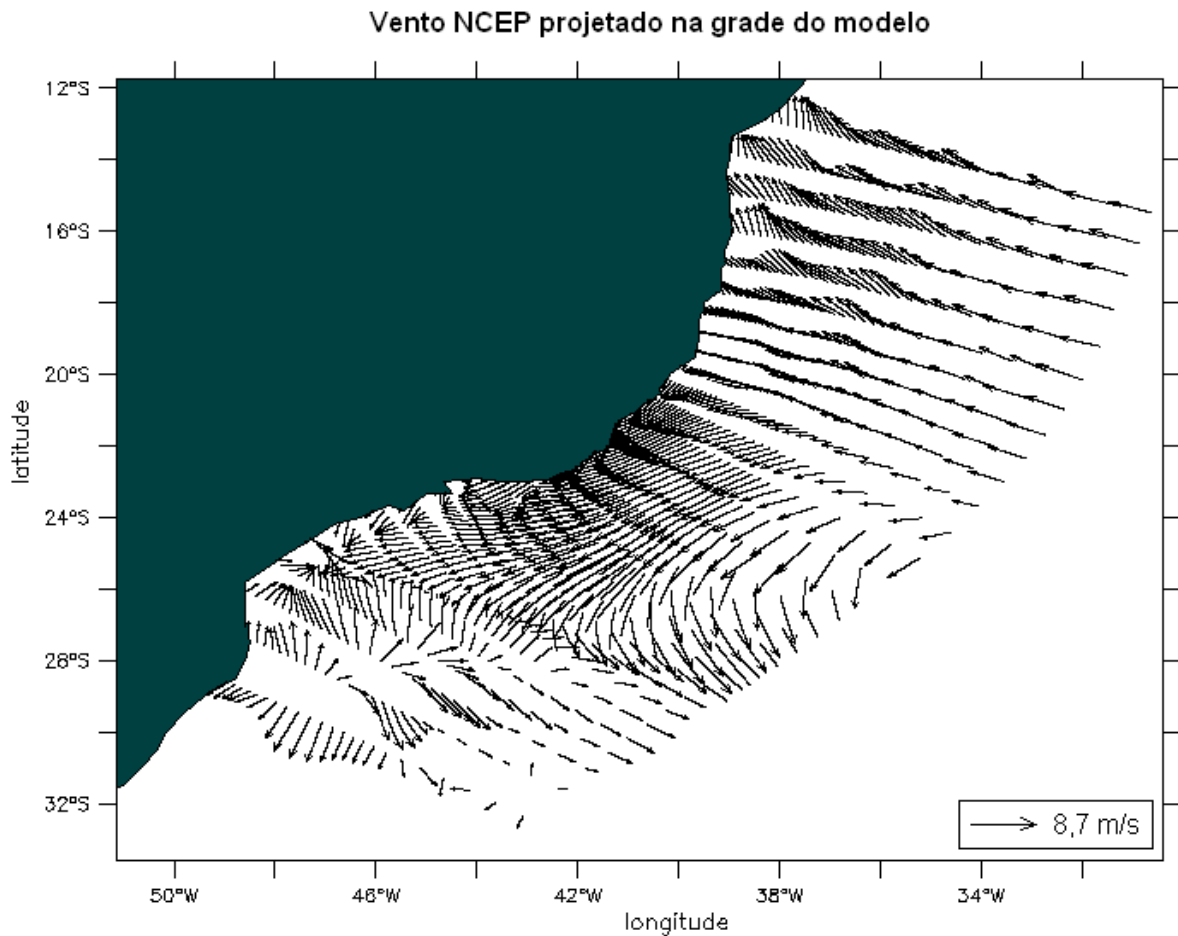 Vento NCEP projetado na grade do modelo
12°S
16°S
20°S
24°S
28°S
32°S
latitude
8,7 m/s
50°W 46°W 42°W 38°W 34°W
longitude